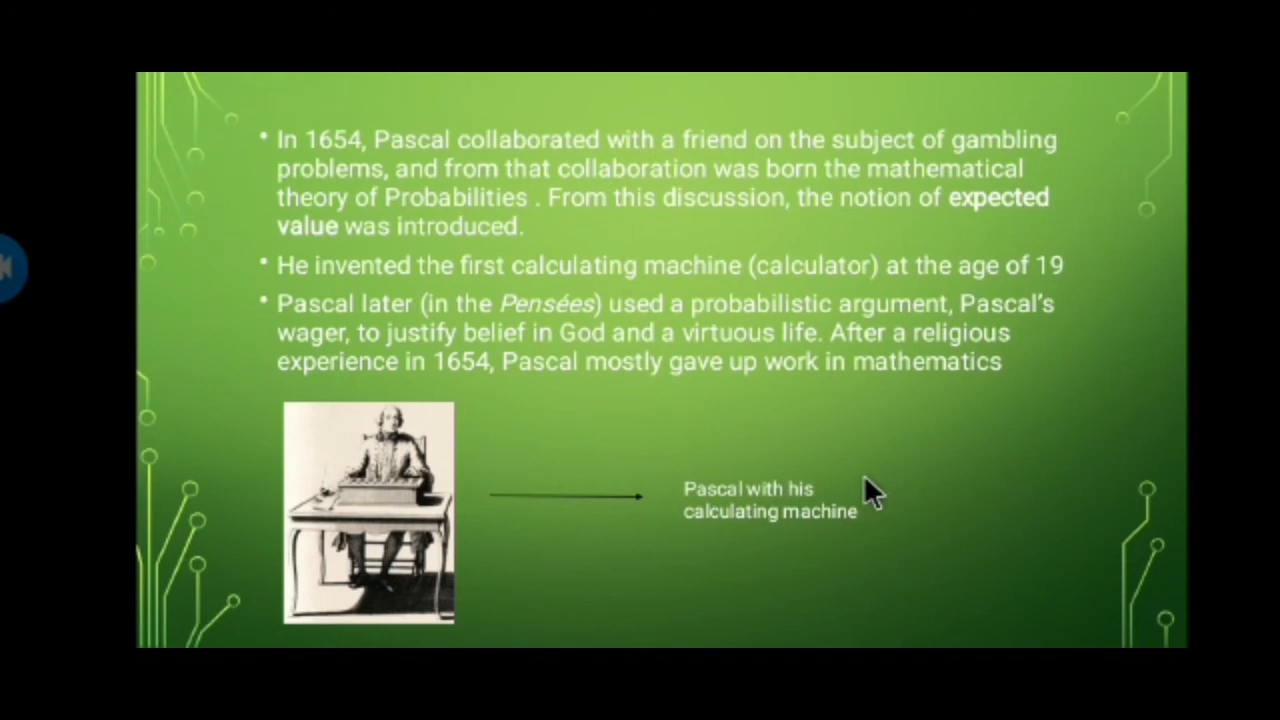 • In 1654, Pascal collaborated with a friend on the subject of gambling
problems, and from that collaboration was born the mathematical
theory of Probabilities . From this discussion, the notion of expected
value was introduced.
• He invented the first calculating machine (calculator) at the age of 19
• Pascal later (in the Pensées) used a probabilistic argument, Pascal's
wager, to justify belief in God and a virtuous life. After a religious
experience in 1654, Pascal mostly gave up work in mathematics
Pascal with his
calculating machine